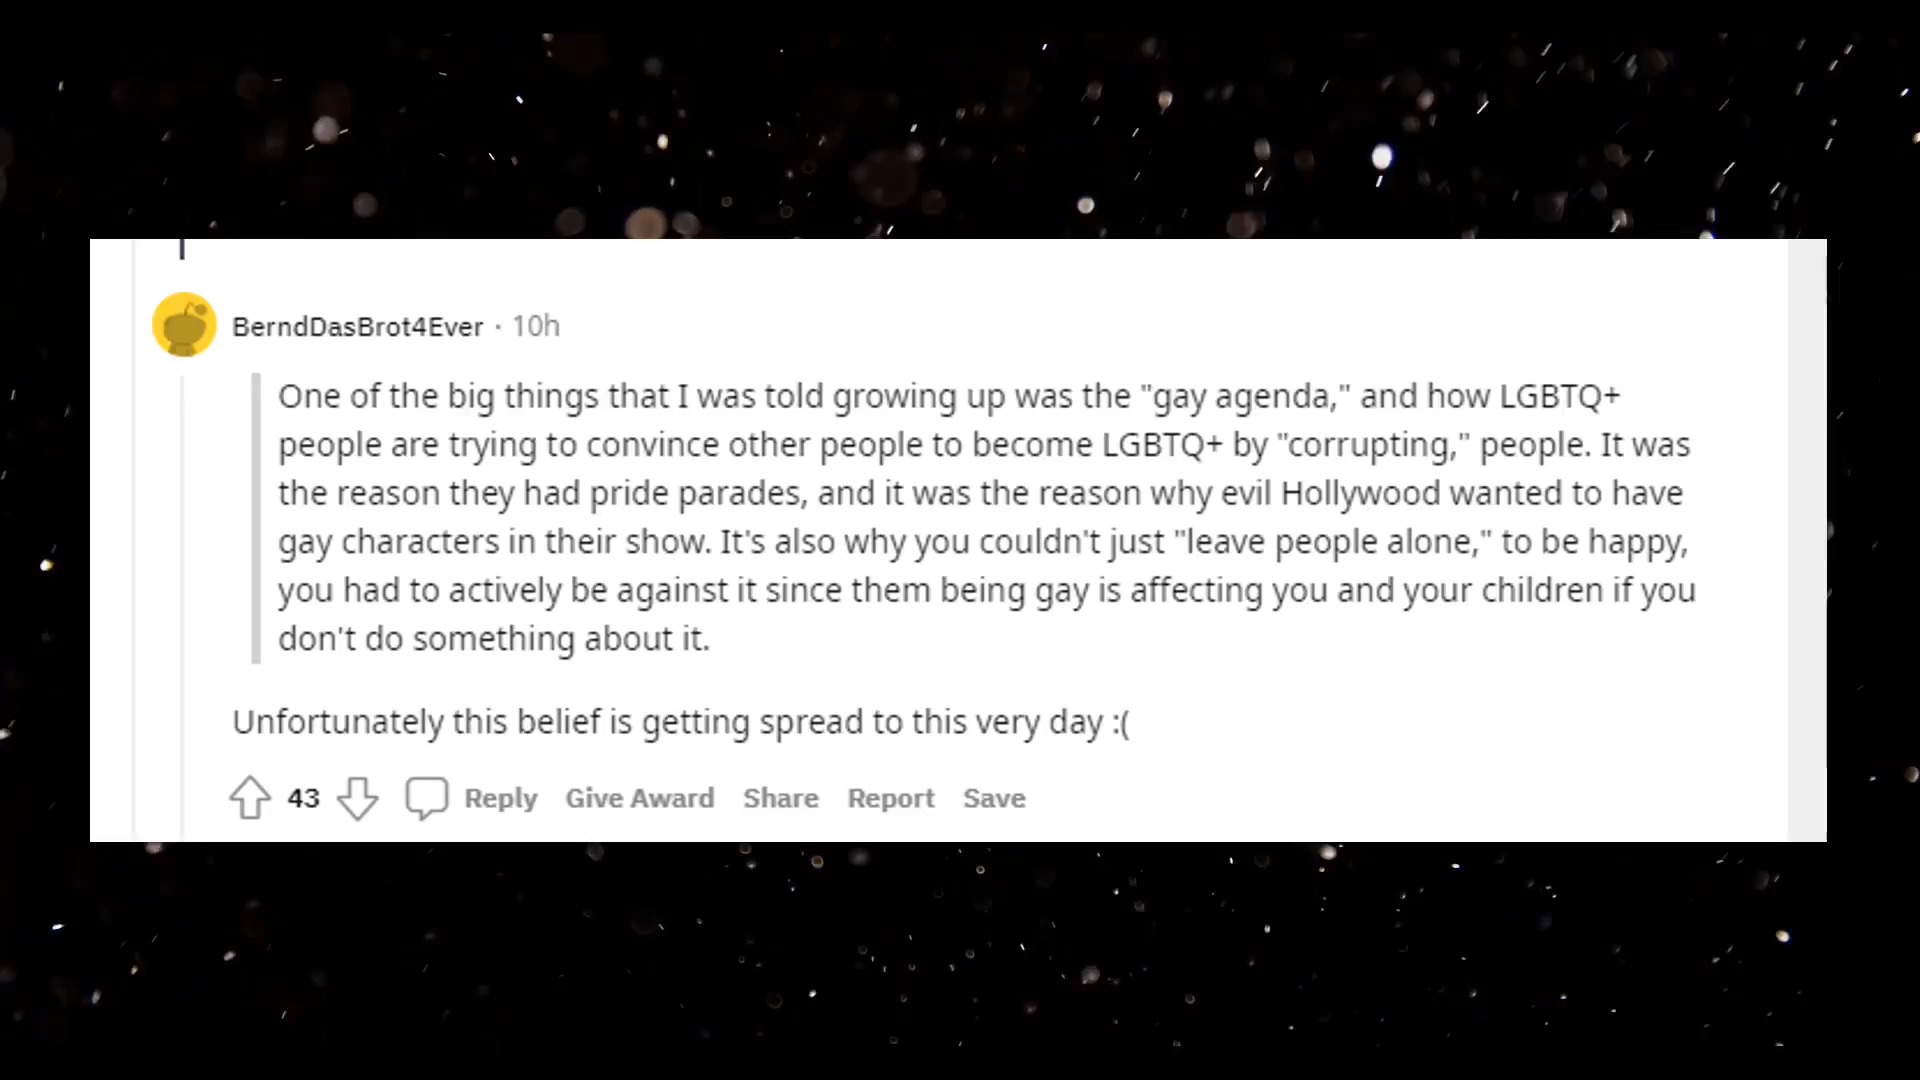 BerndDasBrot4Ever · 10h
One of the big things that I was told growing up was the "gay agenda," and how LGBTQ+
people are trying to convince other people to become LGBTQ+ by "corrupting," people. It was
the reason they had pride parades, and it was the reason why evil Hollywood wanted to have
gay characters in their show. It's also why you couldn't just "leave people alone," to be happy,
you had to actively be against it since them being gay is affecting you and your children if you
don't do something about it.
Unfortunately this belief is getting spread to this very day :(
43 Reply Give Award Share Report Save